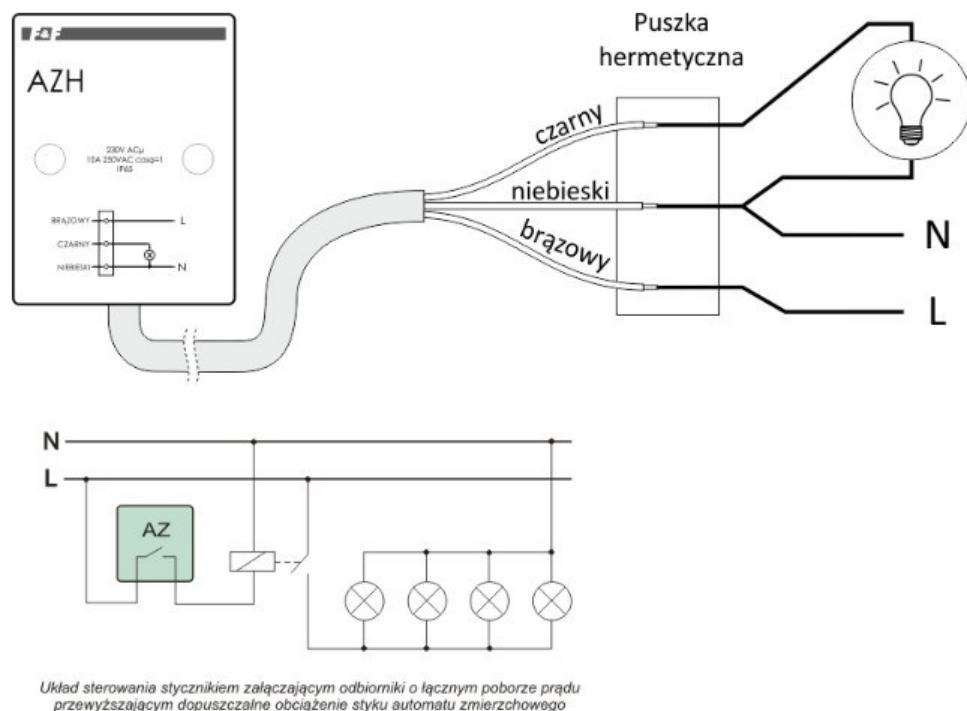 F&F
Puszka
hermetyczna
AZH
czarny
230V AC
10A 250VAC cosφ=1
IP65
niebieski
BRĄZOWY L
CZARNY
NIEBIESKI N
brązowy
N
L
N
L
AZ
Układ sterowania stycznikiem załączającym odbiorniki o łącznym poborze prądu
przewyższającym dopuszczalne obciążenie styku automatu zmierzchowego